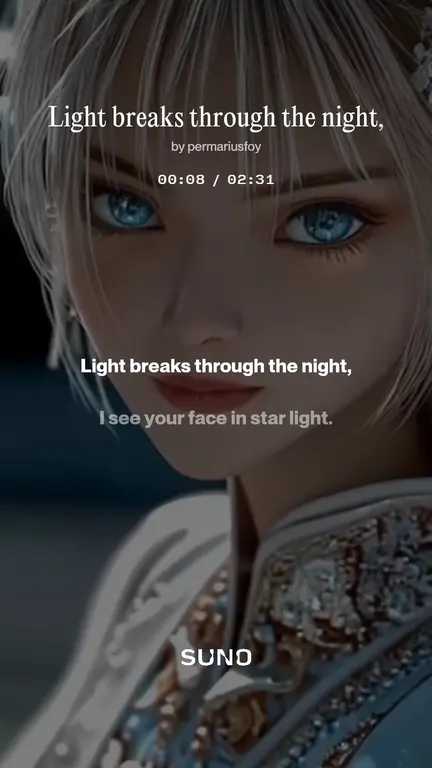 Light breaks through the night,
by permariusfoy
00:08 / 02:31
Light breaks through the night,
I see your face in star light.
SUNO